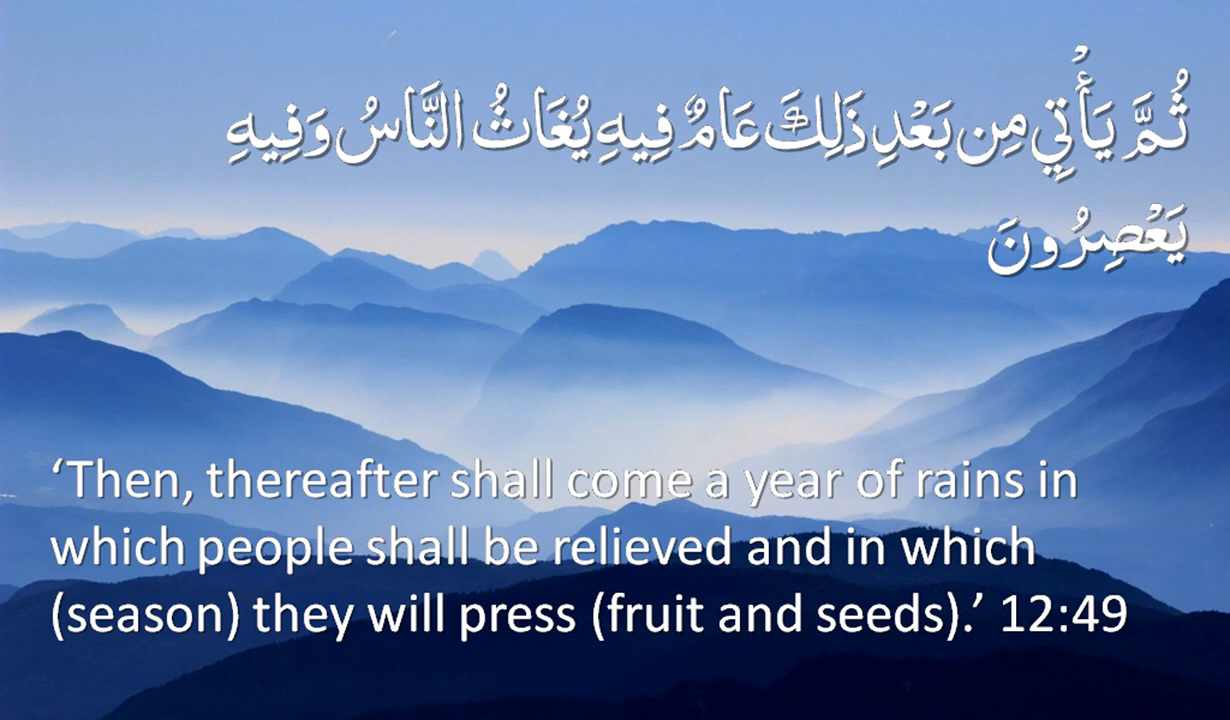 ثُمَّ يَأْتِي مِن بَعْدِ ذَلِكَ عَامٌ فِيهِ يُغَاثُ النَّاسُ وَفِيهِ
يَعْصِرُونَ
‘Then, thereafter shall come a year of rains in
which people shall be relieved and in which
(season) they will press (fruit and seeds).’ 12:49